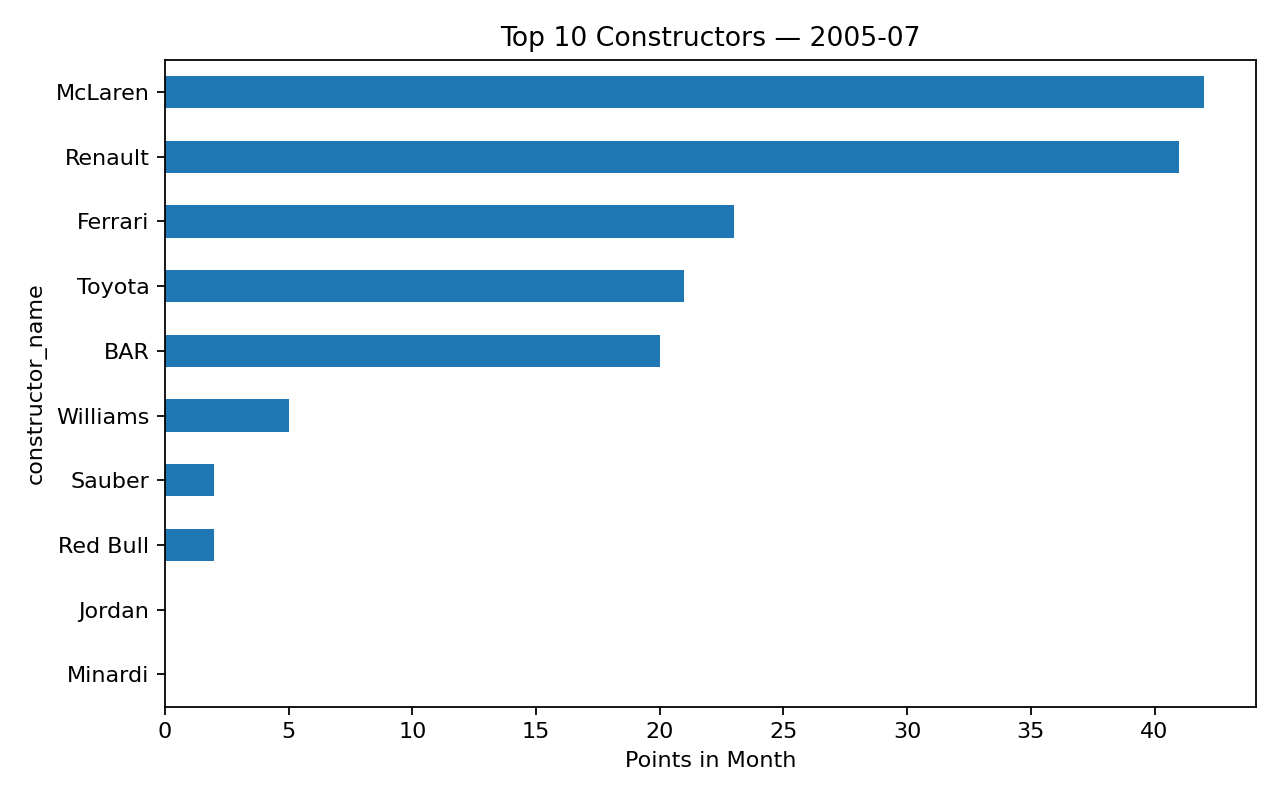 Top 10 Constructors — 2005-07
McLaren
Renault
Ferrari
Toyota
BAR
Williams
Sauber
Red Bull
Jordan
Minardi
constructor_name
0 5 10 15 20 25 30 35 40
Points in Month